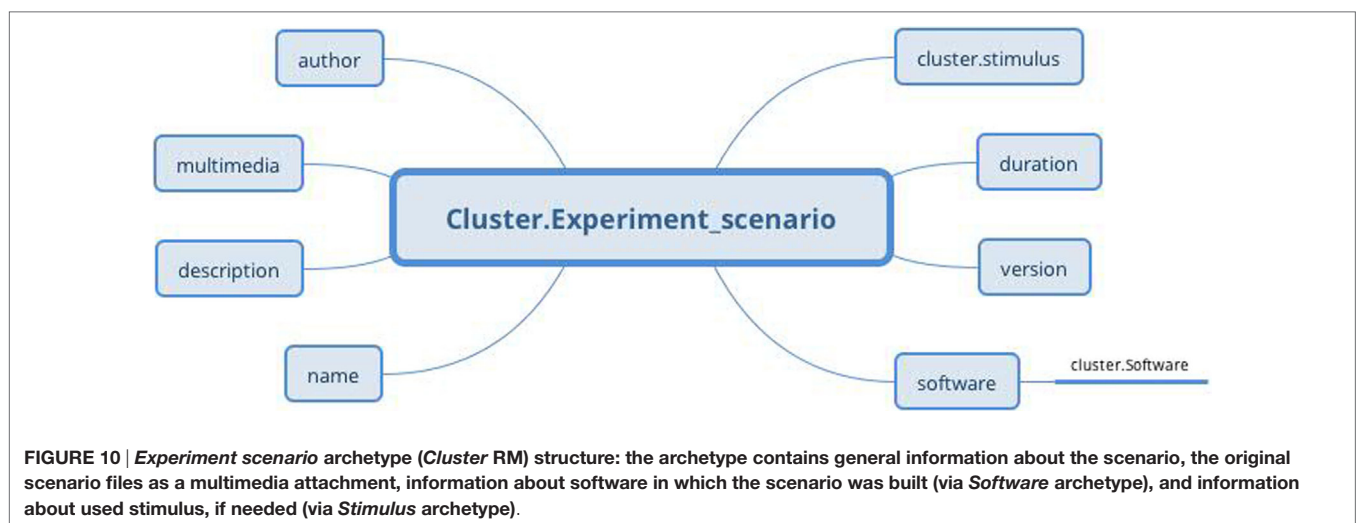 author
cluster.stimulus
multimedia
duration
Cluster.Experiment_scenario
description
version
name
software
cluster.Software
FIGURE 10 | Experiment scenario archetype (Cluster RM) structure: the archetype contains general information about the scenario, the original
scenario files as a multimedia attachment, information about software in which the scenario was built (via Software archetype), and information
about used stimulus, if needed (via Stimulus archetype).